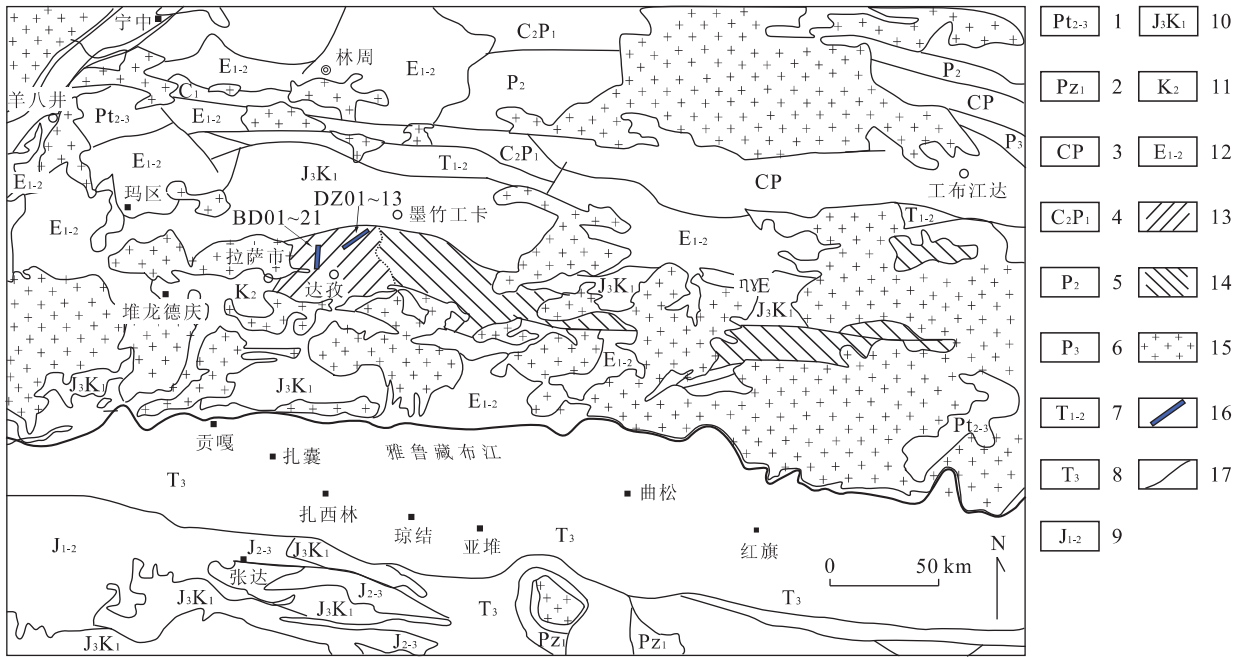 宁中
C₂P₁
林周
E₁₋₂
E₁₋₂
P₂
P₂
C₁
羊八井
CP
Pt₂₋₃
E₁₋₂
P₃
E₁₋₂
C₂P₁
T₁₋₂
J₃K₁
CP
E₁₋₂
工布江达
玛区
DZ01~13
墨竹工卡
BD01~21
T₁₋₂
E₁₋₂
E₁₋₂
拉萨市
达孜
K₂
J₃K₁
ηγE
J₃K₁
堆龙德庆
E₁₋₂
J₃K₁
J₃K₁
E₁₋₂
Pt₂₋₃
贡嘎
雅鲁藏布江
扎囊
T₃
扎西林
曲松
琼结
亚堆
T₃
红旗
J₁₋₂
J₂₋₃
J₃K₁
张达
0 50 km
N
J₂₋₃
J₃K₁
J₃K₁
T₃
T₃
J₃K₁
J₂₋₃
Pz₁
Pz₁
Pt₂₋₃ 1
Pz₁ 2
CP 3
C₂P₁ 4
P₂ 5
P₃ 6
T₁₋₂ 7
T₃ 8
J₁₋₂ 9
J₃K₁ 10
K₂ 11
E₁₋₂ 12
13
14
15
16
17